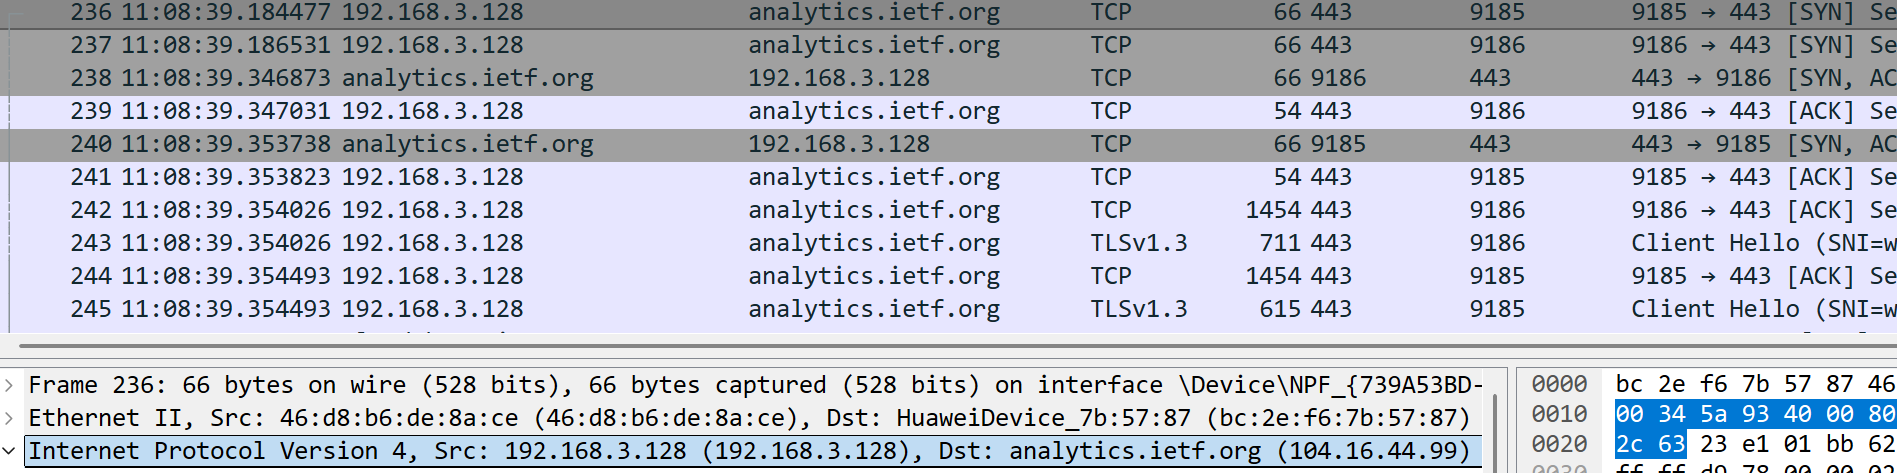 236 11:08:39.184477 192.168.3.128 analytics.ietf.org TCP 66 443 9185 9185 → 443 [SYN] Se
237 11:08:39.186531 192.168.3.128 analytics.ietf.org TCP 66 443 9186 9186 → 443 [SYN] Se
238 11:08:39.346873 analytics.ietf.org 192.168.3.128 TCP 66 9186 443 443 → 9186 [SYN, AC
239 11:08:39.347031 192.168.3.128 analytics.ietf.org TCP 54 443 9186 9186 → 443 [ACK] Se
240 11:08:39.353738 analytics.ietf.org 192.168.3.128 TCP 66 9185 443 443 → 9185 [SYN, AC
241 11:08:39.353823 192.168.3.128 analytics.ietf.org TCP 54 443 9185 9185 → 443 [ACK] Se
242 11:08:39.354026 192.168.3.128 analytics.ietf.org TCP 1454 443 9186 9186 → 443 [ACK] Se
243 11:08:39.354026 192.168.3.128 analytics.ietf.org TLSv1.3 711 443 9186 Client Hello (SNI=w
244 11:08:39.354493 192.168.3.128 analytics.ietf.org TCP 1454 443 9185 9185 → 443 [ACK] Se
245 11:08:39.354493 192.168.3.128 analytics.ietf.org TLSv1.3 615 443 9185 Client Hello (SNI=w
Frame 236: 66 bytes on wire (528 bits), 66 bytes captured (528 bits) on interface \Device\NPF_{739A53BD-
Ethernet II, Src: 46:d8:b6:de:8a:ce (46:d8:b6:de:8a:ce), Dst: HuaweiDevice_7b:57:87 (bc:2e:f6:7b:57:87)
Internet Protocol Version 4, Src: 192.168.3.128 (192.168.3.128), Dst: analytics.ietf.org (104.16.44.99)
0000 bc 2e f6 7b 57 87 46
0010 00 34 5a 93 40 00 80
0020 2c 63 23 e1 01 bb 62